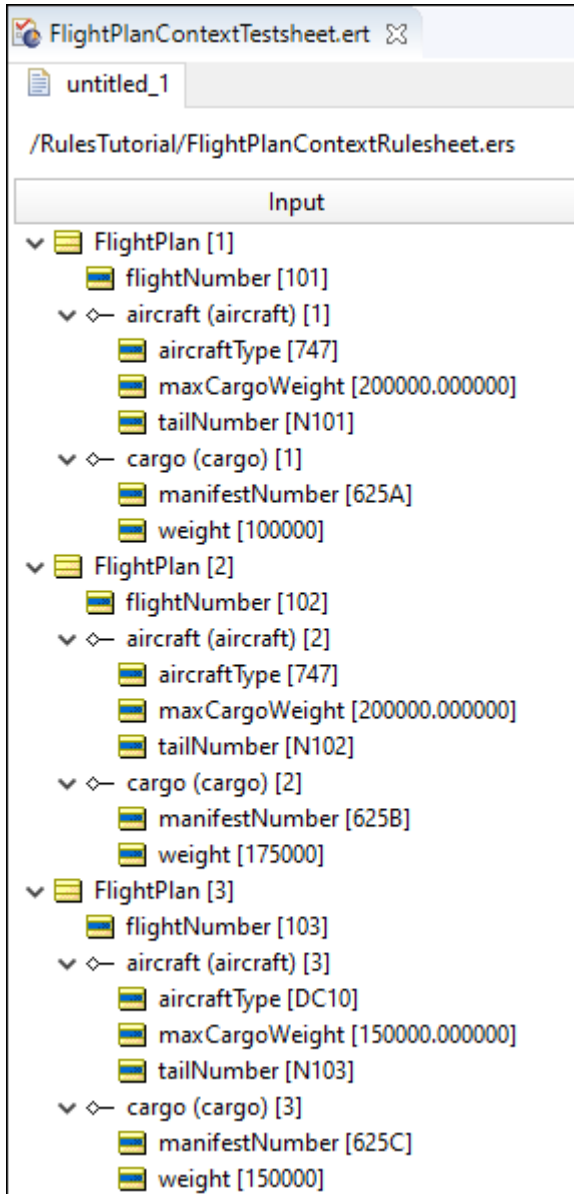 FlightPlanContextTestsheet.ert
untitled_1
/RulesTutorial/FlightPlanContextRulesheet.ers
Input
FlightPlan [1]
flightNumber [101]
aircraft (aircraft) [1]
aircraftType [747]
maxCargoWeight [200000.000000]
tailNumber [N101]
cargo (cargo) [1]
manifestNumber [625A]
weight [100000]
FlightPlan [2]
flightNumber [102]
aircraft (aircraft) [2]
aircraftType [747]
maxCargoWeight [200000.000000]
tailNumber [N102]
cargo (cargo) [2]
manifestNumber [625B]
weight [175000]
FlightPlan [3]
flightNumber [103]
aircraft (aircraft) [3]
aircraftType [DC10]
maxCargoWeight [150000.000000]
tailNumber [N103]
cargo (cargo) [3]
manifestNumber [625C]
weight [150000]